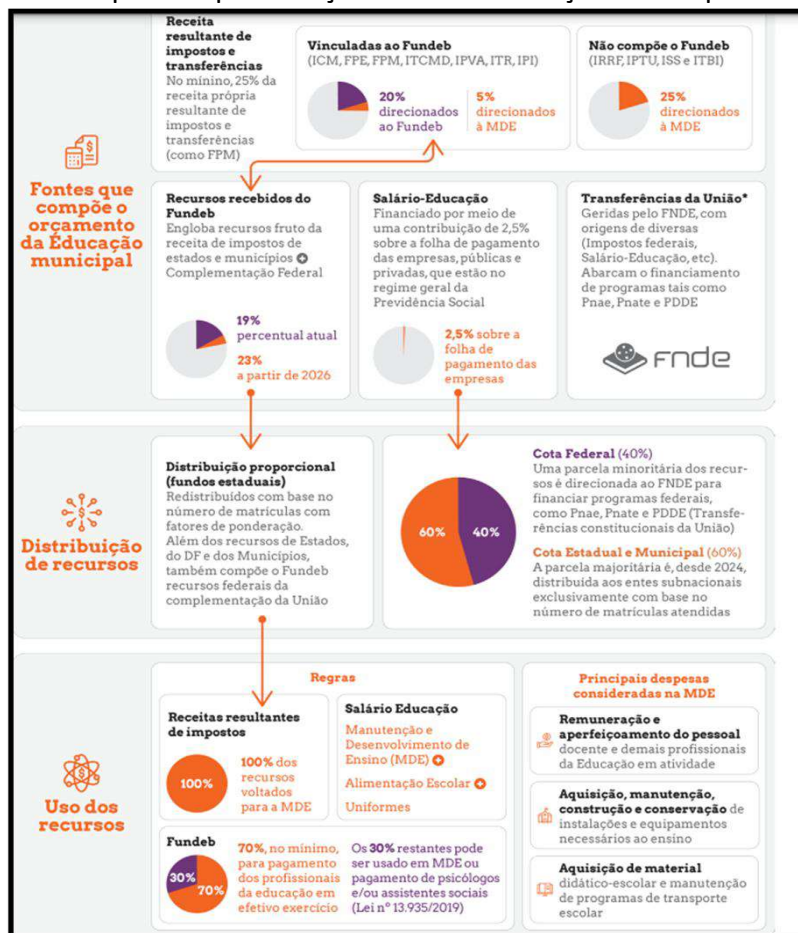 Receita
resultante de
impostos e
transferências
No mínimo, 25% da
receita própria
resultante de
impostos e
transferências
(como FPM)
Vinculadas ao Fundeb
(ICM, FPE, FPM, ITCMD, IPVA, ITR, IPI)
20%
direcionados
ao Fundeb
5%
direcionados
à MDE
Não compõe o Fundeb
(IRRF, IPTU, ISS e ITBI)
25%
direcionados
à MDE
Fontes que
compõe o
orçamento
da Éducação
municipal
Recursos recebidos do
Fundeb
Engloba recursos fruto da
receita de impostos de
estados e municípios +
Complementação Federal
19%
percentual atual
23%
a partir de 2026
Salário-Educação
Financiado por meio de
uma contribuição de 2,5%
sobre a folha de pagamento
das empresas, públicas e
privadas, que estão no
regime geral da
Previdência Social
2,5% sobre a
folha de
pagamento das
empresas
Transferências da União*
Geridas pelo FNDE, com
origens de diversas
(Impostos federais,
Salário-Educação, etc).
Abarcam o financiamento
de programas tais como
Pnae, Pnate e PDDE
FNDE
Distribuição
de recursos
Distribuição proporcional
(fundos estaduais)
Redistribuídos com base no
número de matrículas com
fatores de ponderação.
Além dos recursos de Estados,
do DF e dos Municípios,
também compõe o Fundeb
recursos federais da
complementação da União
60%
40%
Cota Federal (40%)
Uma parcela minoritária dos recur-
sos é direcionada ao FNDE para
financiar programas federais,
como Pnae, Pnate e PDDE (Transfe-
rências constitucionais da União)
Cota Estadual e Municipal (60%)
A parcela majoritária é, desde 2024,
distribuída aos entes subnacionais
exclusivamente com base no
número de matrículas atendidas
Uso dos
recursos
Regras
Receitas resultantes
de impostos
100%
100% dos
recursos
voltados
para a MDE
Salário Educação
Manutenção e
Desenvolvimento de
Ensino (MDE) +
Alimentação Escolar +
Uniformes
Fundeb
30%
70%
70%, no mínimo,
para pagamento
dos profissionais
da educação em
efetivo exercício
Os 30% restantes pode
ser usado em MDE ou
pagamento de psicólogos
e/ou assistentes sociais
(Lei nº 13.935/2019)
Principais despesas
consideradas na MDE
Remuneração e
aperfeiçoamento do pessoal
docente e demais profissionais
da Educação em atividade
Aquisição, manutenção,
construção e conservação de
instalações e equipamentos
necessários ao ensino
Aquisição de material
didático-escolar e manutenção
de programas de transporte
escolar